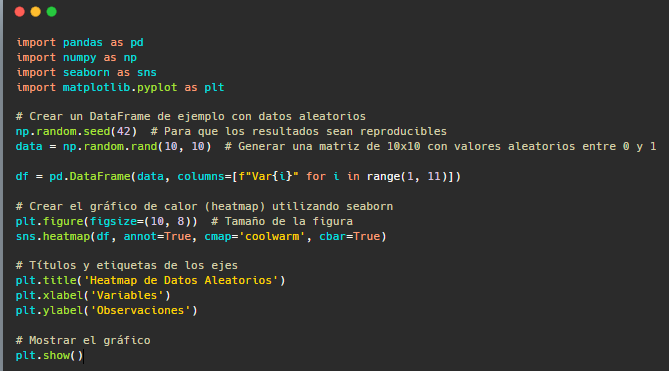 import pandas as pd
import numpy as np
import seaborn as sns
import matplotlib.pyplot as plt
# Crear un DataFrame de ejemplo con datos aleatorios
np.random.seed(42)  # Para que los resultados sean reproducibles
data = np.random.rand(10, 10)  # Generar una matriz de 10x10 con valores aleatorios entre 0 y 1
df = pd.DataFrame(data, columns=[f"Var{i}" for i in range(1, 11)])
# Crear el gráfico de calor (heatmap) utilizando seaborn
plt.figure(figsize=(10, 8))  # Tamaño de la figura
sns.heatmap(df, annot=True, cmap='coolwarm', cbar=True)
# Títulos y etiquetas de los ejes
plt.title('Heatmap de Datos Aleatorios')
plt.xlabel('Variables')
plt.ylabel('Observaciones')
# Mostrar el gráfico
plt.show()